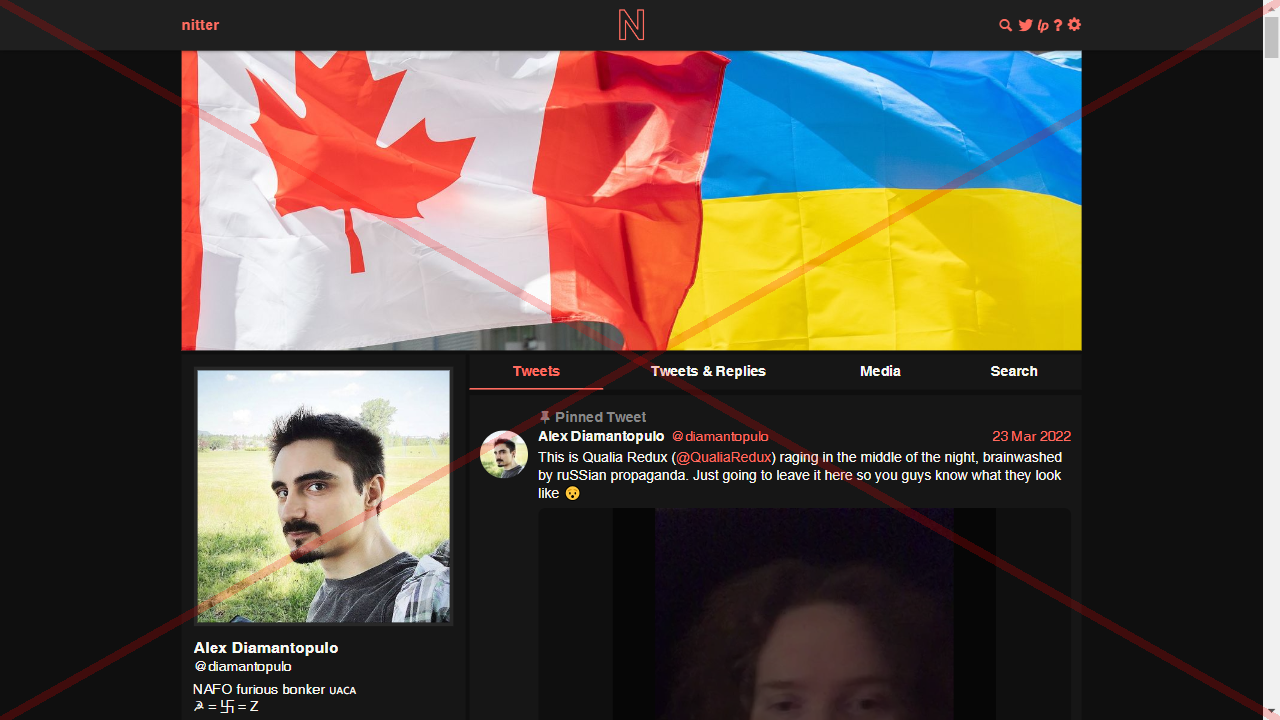 nitter
N
lp ?
Tweets
Tweets & Replies
Media
Search
Pinned Tweet
Alex Diamantopulo @diamantopulo 23 Mar 2022
This is Qualia Redux (@QualiaRedux) raging in the middle of the night, brainwashed
by ruSSian propaganda. Just going to leave it here so you guys know what they look
like 😮
Alex Diamantopulo
@diamantopulo
NAFO furious bonker ᴜᴀᴄᴀ
☭ = 卐 = Z